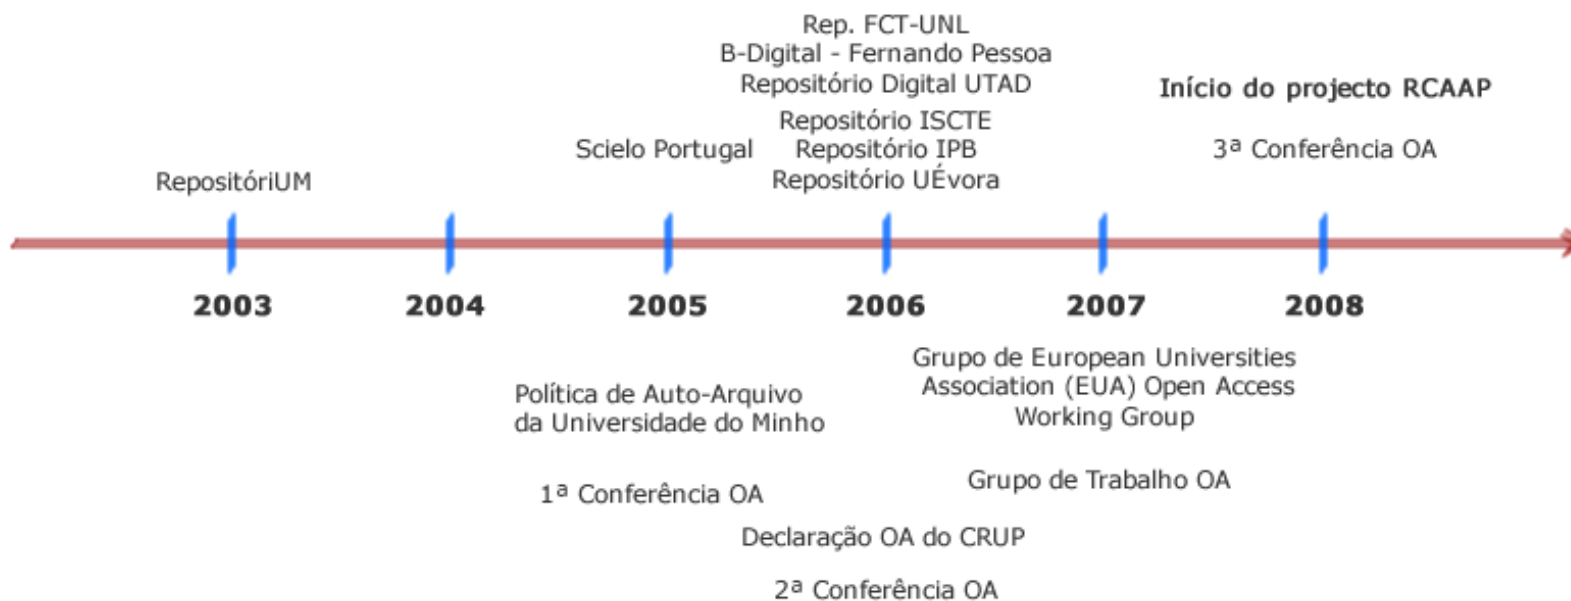 Rep. FCT-UNL
B-Digital - Fernando Pessoa
Repositório Digital UTAD
Início do projecto RCAAP
Repositório ISCTE
Scielo Portugal
Repositório IPB
3ª Conferência OA
RepositóriUM
Repositório UÉvora
2003
2004
2005
2006
2007
2008
Grupo de European Universities
Association (EUA) Open Access
Working Group
Política de Auto-Arquivo
da Universidade do Minho
Grupo de Trabalho OA
1ª Conferência OA
Declaração OA do CRUP
2ª Conferência OA